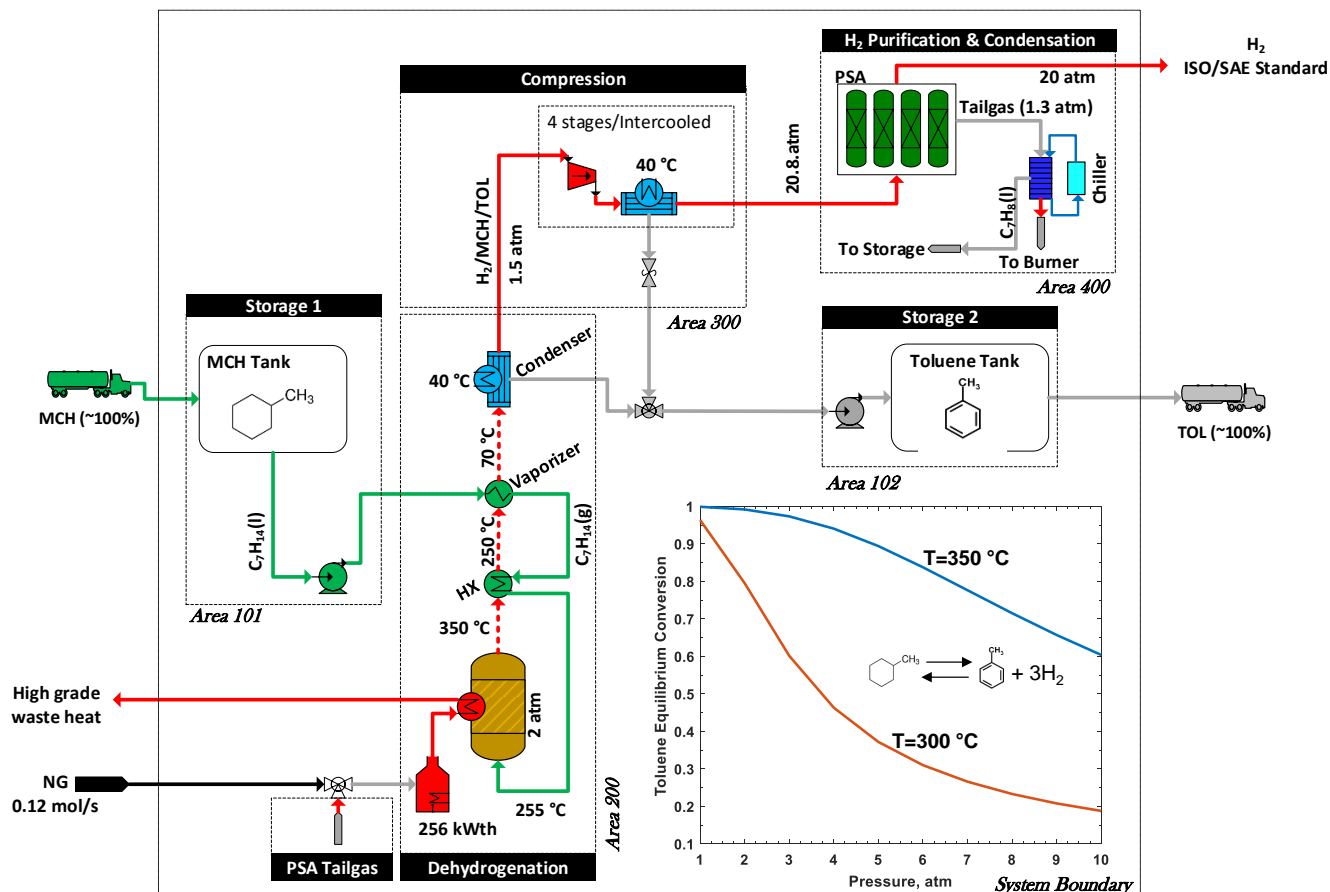 H2 Purification & Condensation
H2
ISO/SAE Standard
PSA
20 atm
Tailgas (1.3 atm)
Chiller
C7H8(l)
To Storage
To Burner
Area 400
Compression
4 stages/Intercooled
40 °C
20.8.atm
H2/MCH/TOL
1.5 atm
Area 300
Storage 1
MCH Tank
CH3
MCH (~100%)
C7H14(l)
Area 101
Condenser
40 °C
70 °C
Vaporizer
250 °C
C7H14(g)
HX
350 °C
2 atm
255 °C
256 kWth
Area 200
Dehydrogenation
Storage 2
Toluene Tank
CH3
TOL (~100%)
Area 102
High grade
waste heat
NG
0.12 mol/s
PSA Tailgas
Toluene Equilibrium Conversion
1
0.9
0.8
0.7
0.6
0.5
0.4
0.3
0.2
0.1
T=350 °C
CH3
CH3
+ 3H2
T=300 °C
1 2 3 4 5 6 7 8 9 10
Pressure, atm
System Boundary